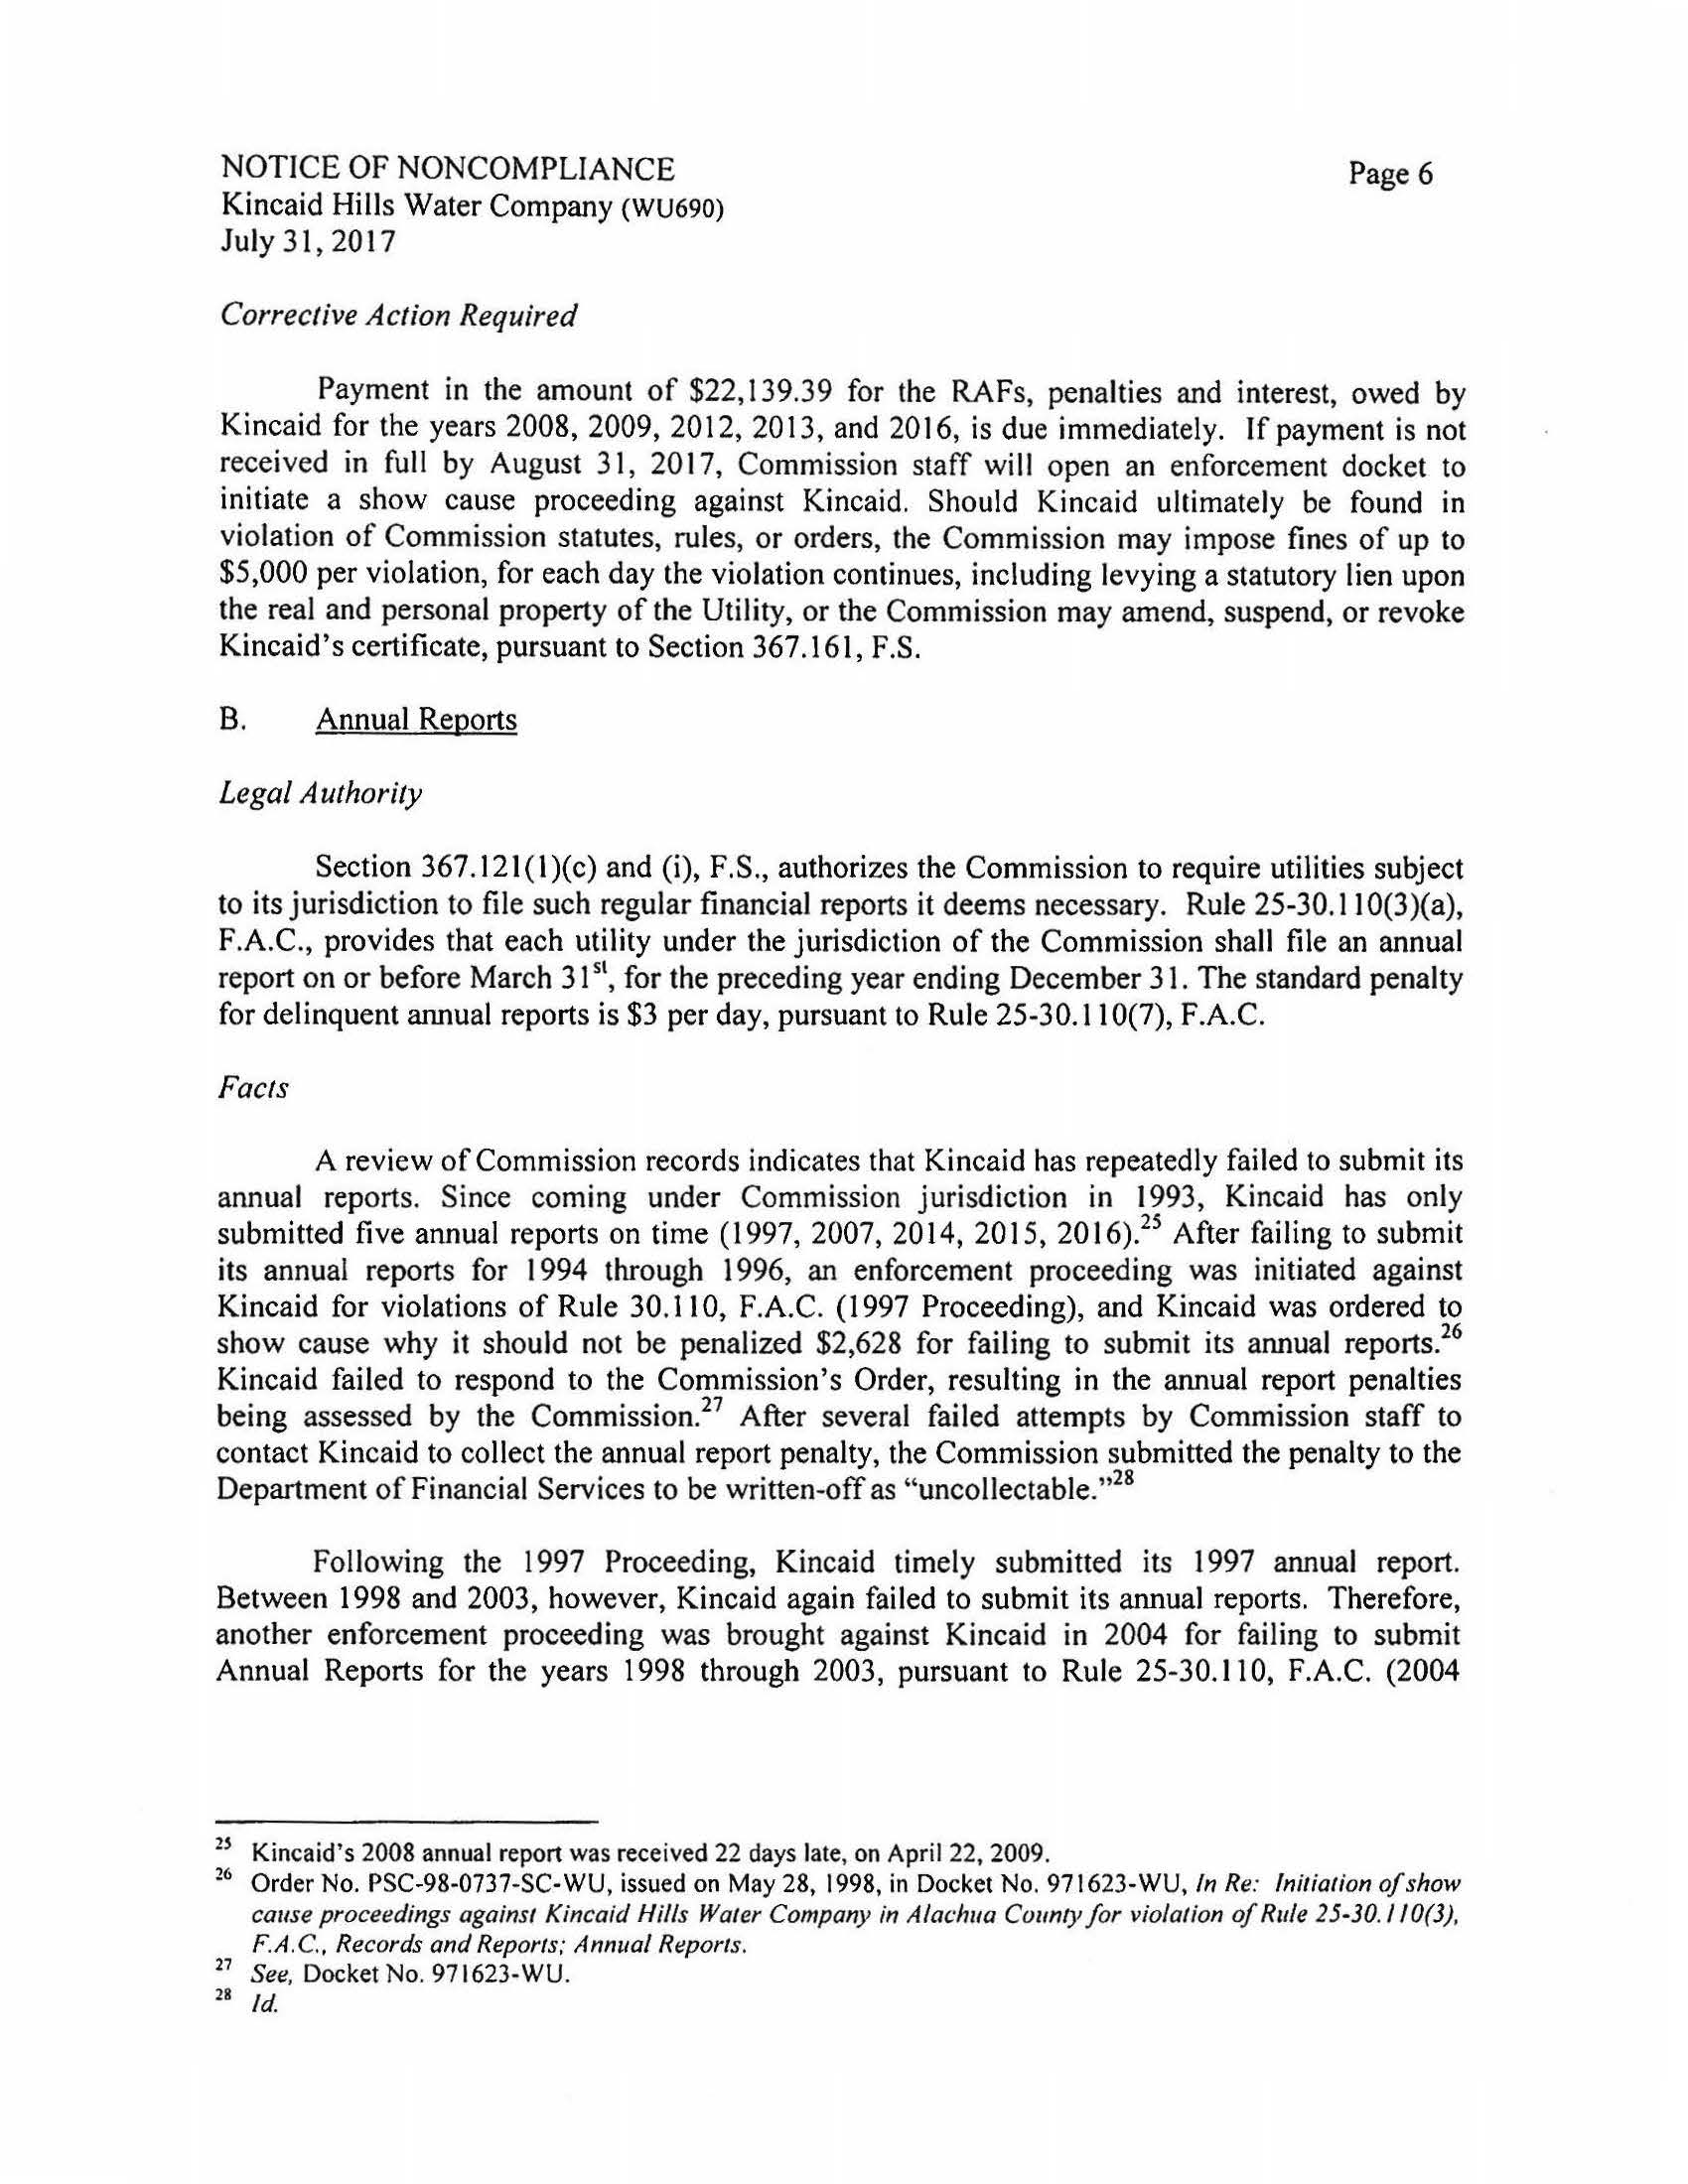 NOTICE OF NONCOMPLIANCE Page 6
Kincaid Hills Water Company (WU690)
July 31, 2017
Corrective Action Required
Payment in the amount of $22,139.39 for the RAFs, penalties and interest, owed by
Kincaid for the years 2008, 2009, 2012, 2013, and 2016, is due immediately. If payment is not
received in full by August 31, 2017, Commission staff will open an enforcement docket to
initiate a show cause proceeding against Kincaid. Should Kincaid ultimately be found in
violation of Commission statutes, rules, or orders, the Commission may impose fines of up to
$5,000 per violation, for each day the violation continues, including levying a statutory lien upon
the real and personal property of the Utility, or the Commission may amend, suspend, or revoke
Kincaid's certificate, pursuant to Section 367.161, F.S.
B. Annual Reports
Legal Authority
Section 367.121(1)(c) and (i), F.S., authorizes the Commission to require utilities subject
to its jurisdiction to file such regular financial reports it deems necessary. Rule 25-30.110(3)(a),
F.A.C., provides that each utility under the jurisdiction of the Commission shall file an annual
report on or before March 31st, for the preceding year ending December 31. The standard penalty
for delinquent annual reports is $3 per day, pursuant to Rule 25-30.110(7), F.A.C.
Facts
A review of Commission records indicates that Kincaid has repeatedly failed to submit its
annual reports. Since coming under Commission jurisdiction in 1993, Kincaid has only
submitted five annual reports on time (1997, 2007, 2014, 2015, 2016).25 After failing to submit
its annual reports for 1994 through 1996, an enforcement proceeding was initiated against
Kincaid for violations of Rule 30.110, F.A.C. (1997 Proceeding), and Kincaid was ordered to
show cause why it should not be penalized $2,628 for failing to submit its annual reports.26
Kincaid failed to respond to the Commission's Order, resulting in the annual report penalties
being assessed by the Commission.27 After several failed attempts by Commission staff to
contact Kincaid to collect the annual report penalty, the Commission submitted the penalty to the
Department of Financial Services to be written-off as “uncollectable.”28
Following the 1997 Proceeding, Kincaid timely submitted its 1997 annual report.
Between 1998 and 2003, however, Kincaid again failed to submit its annual reports. Therefore,
another enforcement proceeding was brought against Kincaid in 2004 for failing to submit
Annual Reports for the years 1998 through 2003, pursuant to Rule 25-30.110, F.A.C. (2004
25 Kincaid's 2008 annual report was received 22 days late, on April 22, 2009.
26 Order No. PSC-98-0737-SC-WU, issued on May 28, 1998, in Docket No. 971623-WU, In Re: Initiation of show
cause proceedings against Kincaid Hills Water Company in Alachua County for violation of Rule 25-30.110(3),
F.A.C., Records and Reports; Annual Reports.
27 See, Docket No. 971623-WU.
28 Id.